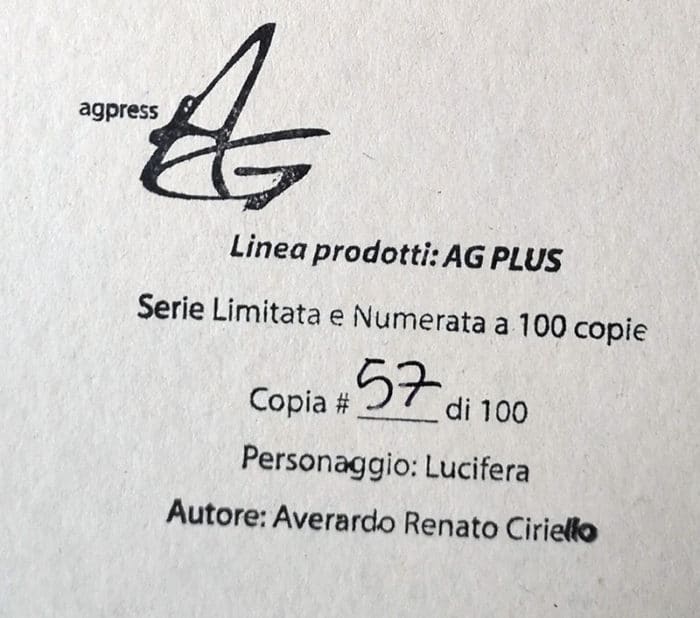 agpress AG
Linea prodotti: AG PLUS
Serie Limitata e Numerata a 100 copie
Copia # 57 di 100
Personaggio: Lucifera
Autore: Averardo Renato Ciriello